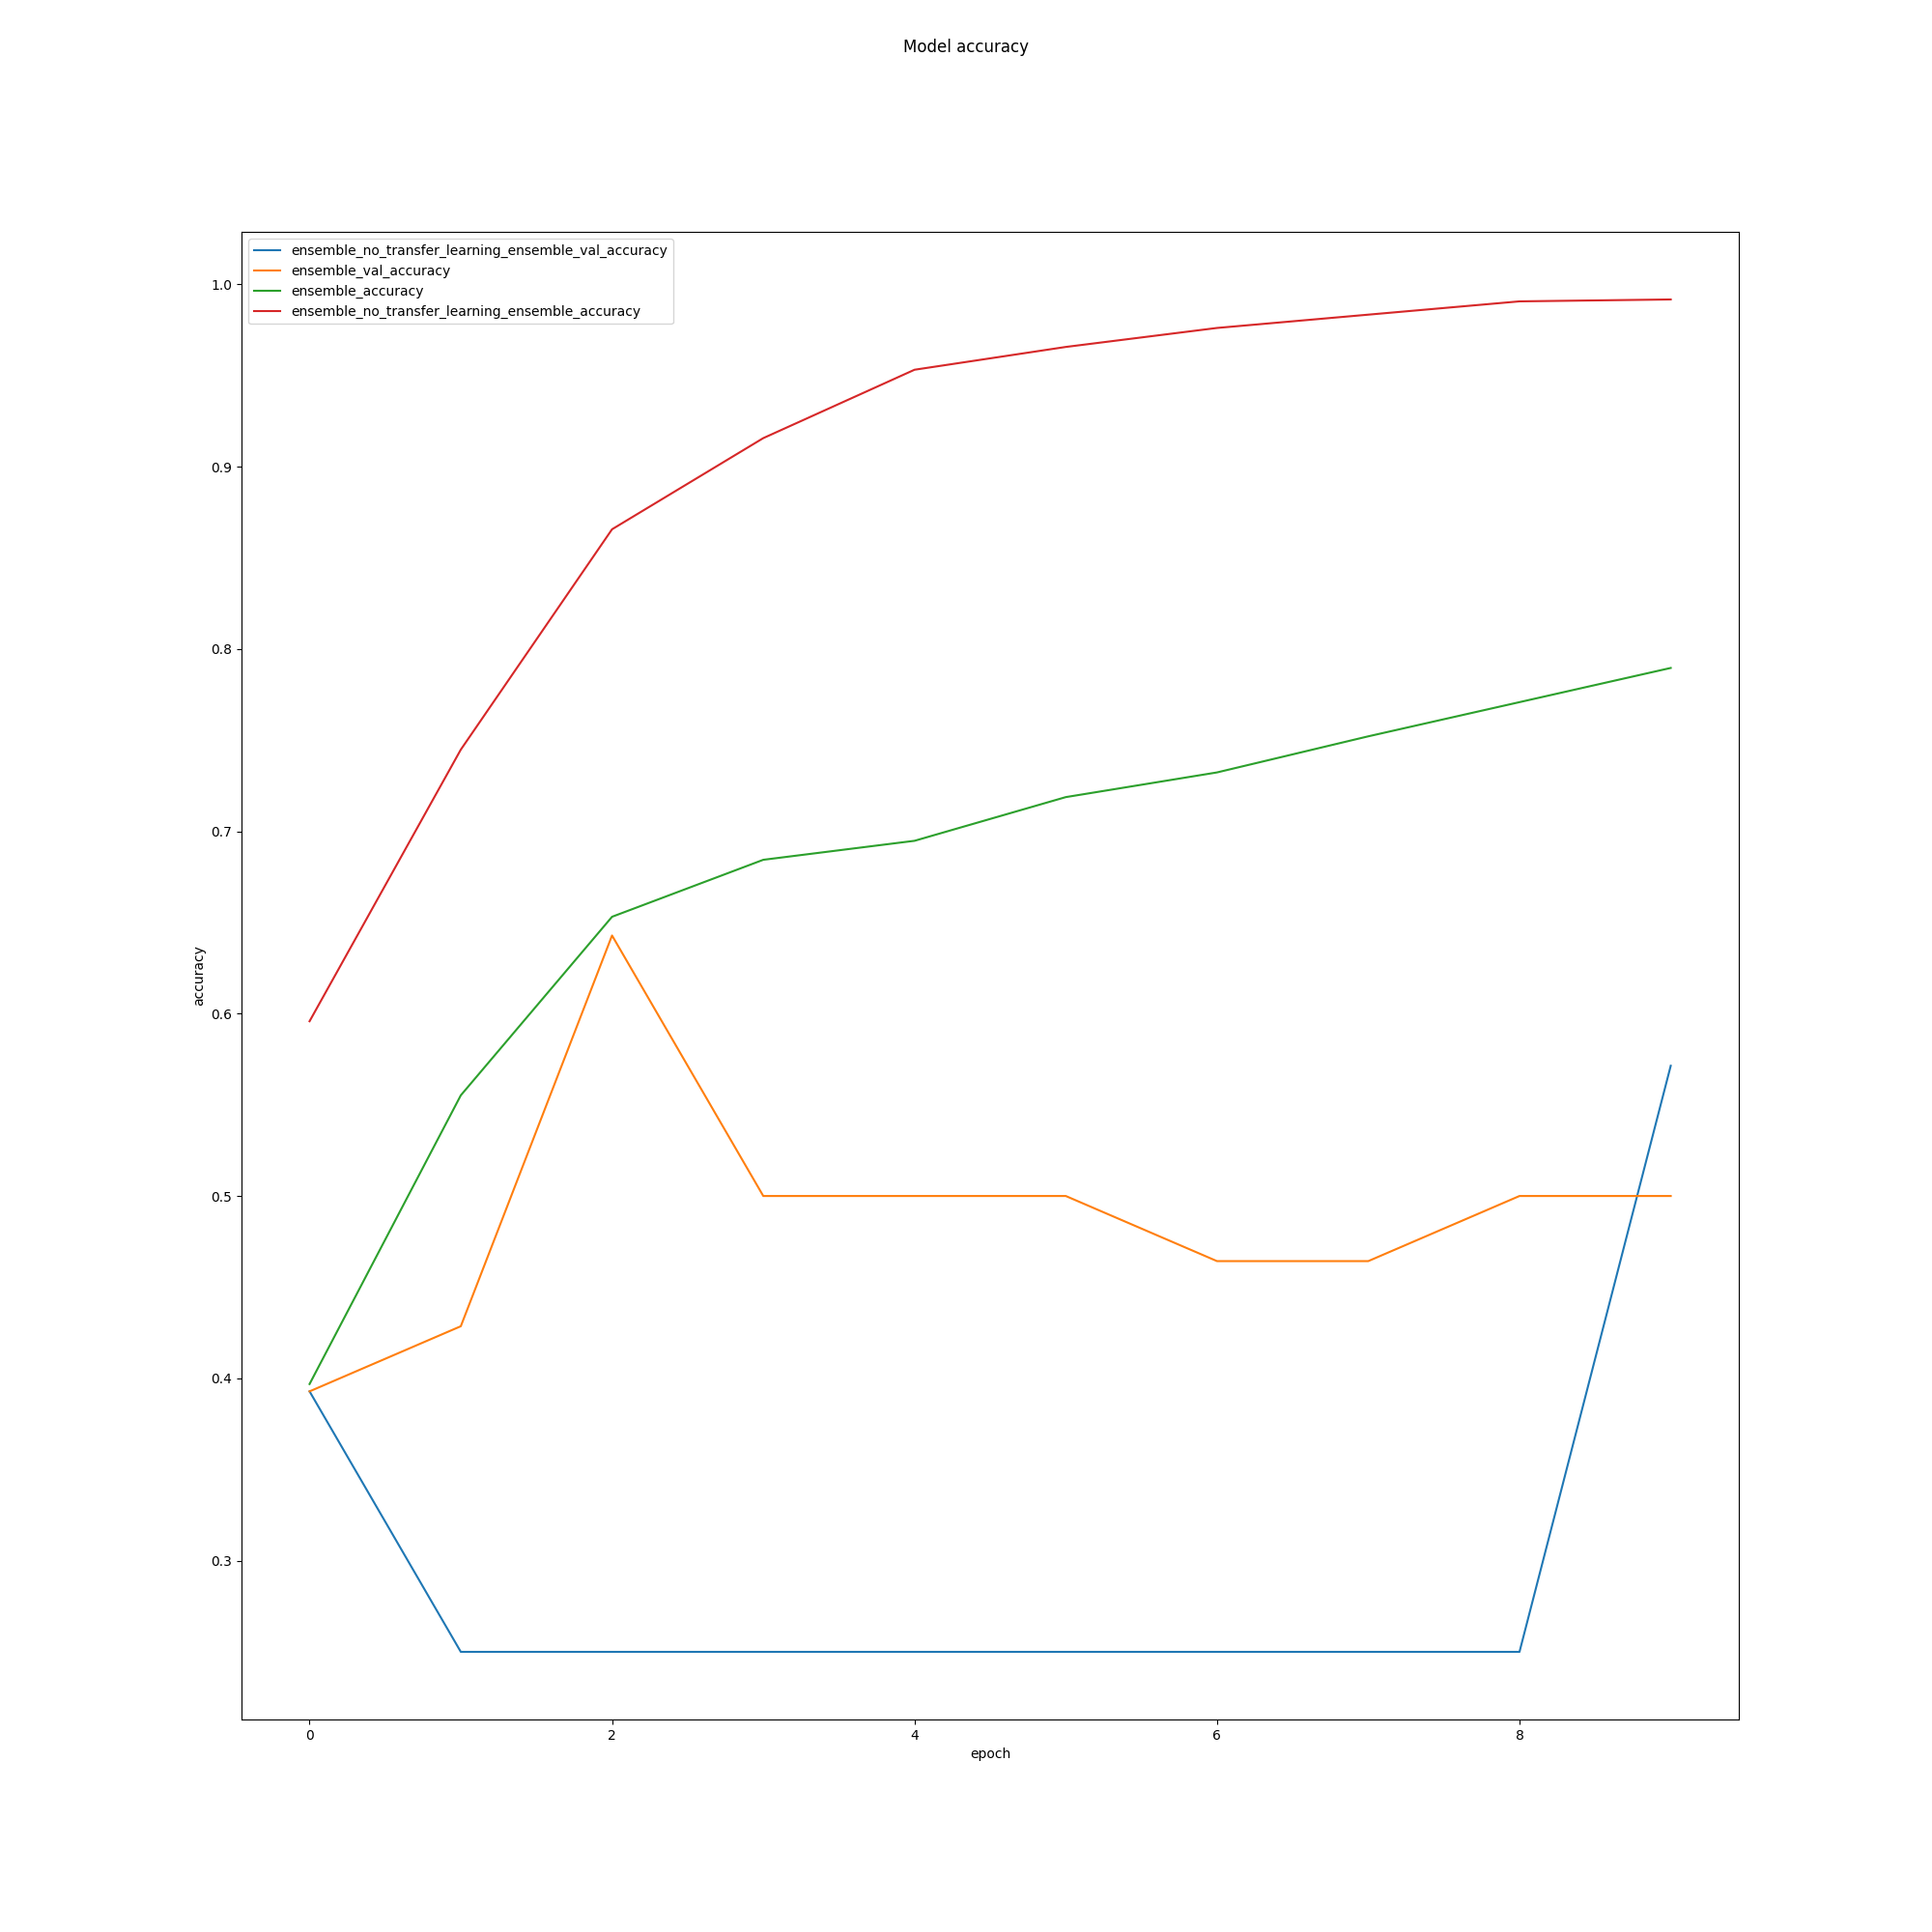 Model accuracy
ensemble_no_transfer_learning_ensemble_val_accuracy
ensemble_val_accuracy
ensemble_accuracy
ensemble_no_transfer_learning_ensemble_accuracy
1.0
0.9
0.8
0.7
accuracy
0.6
0.5
0.4
0.3
0 2 4 6 8
epoch